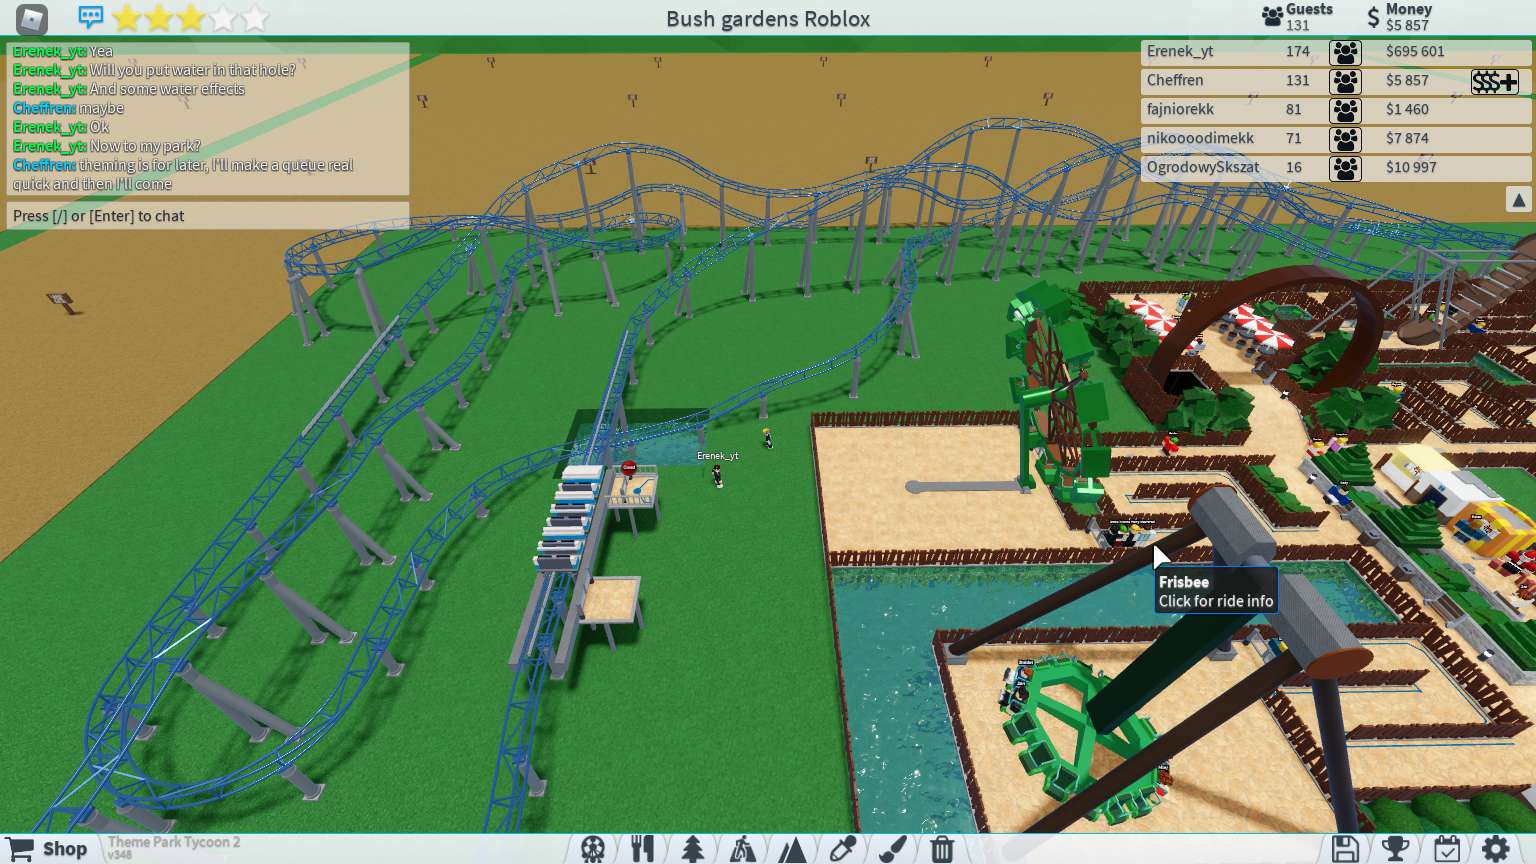 Bush gardens Roblox
Guests
131
$
Money
$5 857
Erenek_yt: Yea
Erenek_yt: Will you put water in that hole?
Erenek_yt: And some water effects
Cheffren: maybe
Erenek_yt: Ok
Erenek_yt: Now to my park?
Cheffren: theming is for later, I'll make a queue real
quick and then I'll come
Press [/] or [Enter] to chat
Erenek_yt 174 $695 601
Cheffren 131 $5 857 $$$+
fajniorekk 81 $1 460
nikoooodimekk 71 $7 874
OgrodowySkszat 16 $10 997
Erenek_yt
Frisbee
Click for ride info
Shop
Theme Park Tycoon 2
v348